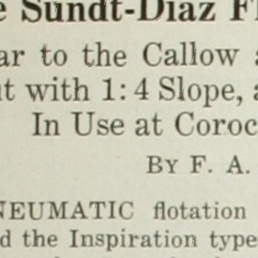 e Sundt-Diaz F
ar to the Callow a
ut with 1:4 Slope, a
In Use at Coroc
BY F. A.
NEUMATIC flotation
d the Inspiration type